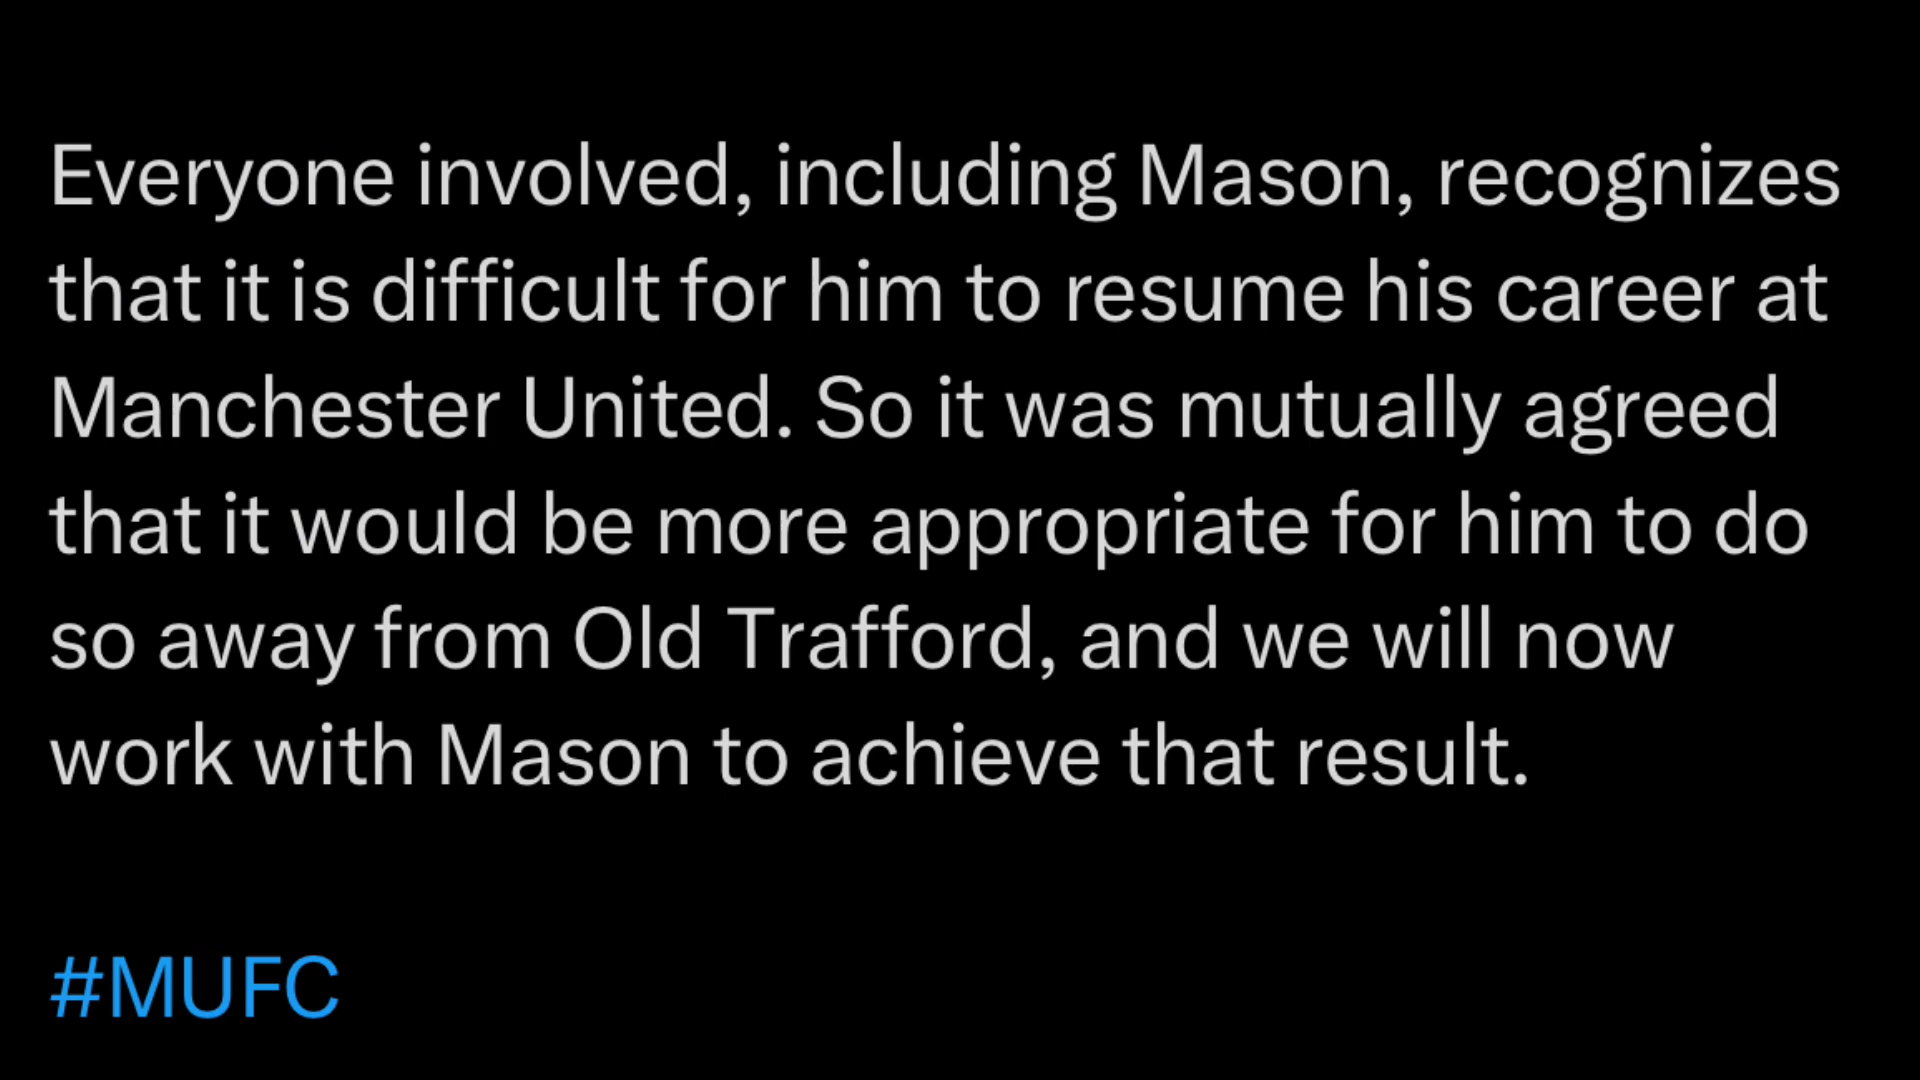 Everyone involved, including Mason, recognizes
that it is difficult for him to resume his career at
Manchester United. So it was mutually agreed
that it would be more appropriate for him to do
so away from Old Trafford, and we will now
work with Mason to achieve that result.
#MUFC